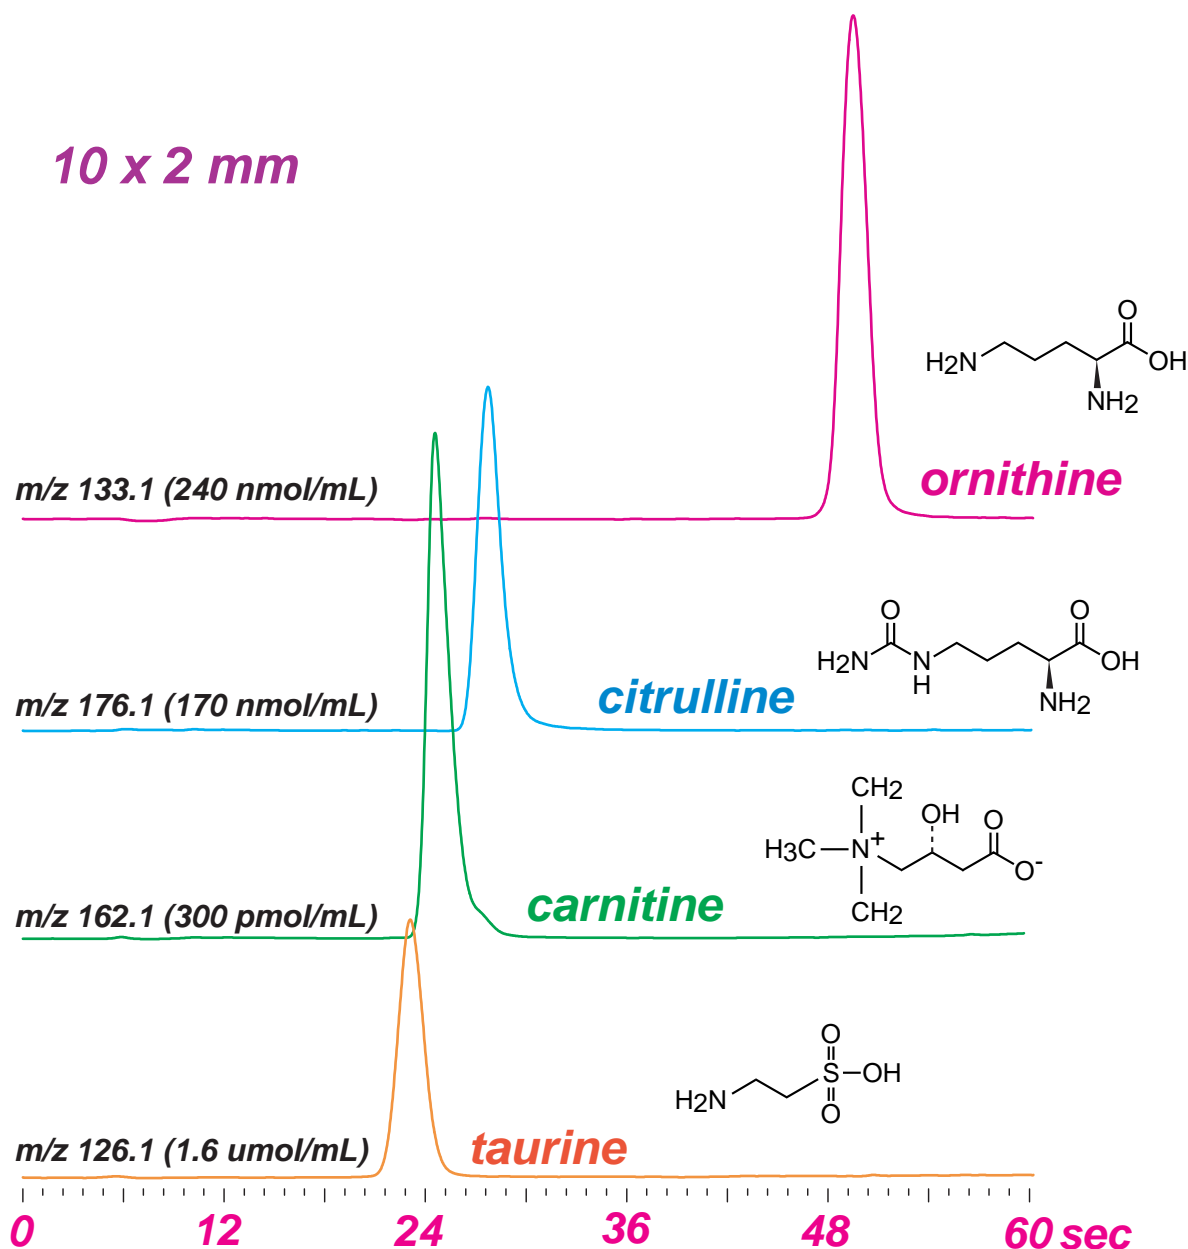 10 x 2 mm
O
H2N
OH
NH2
m/z 133.1 (240 nmol/mL)
ornithine
O
O
H2N
N
H
OH
NH2
m/z 176.1 (170 nmol/mL)
citrulline
CH2
OH
O
H3C
N+
O-
CH2
m/z 162.1 (300 pmol/mL)
carnitine
O
S
OH
H2N
O
m/z 126.1 (1.6 umol/mL)
taurine
0 12 24 36 48 60 sec